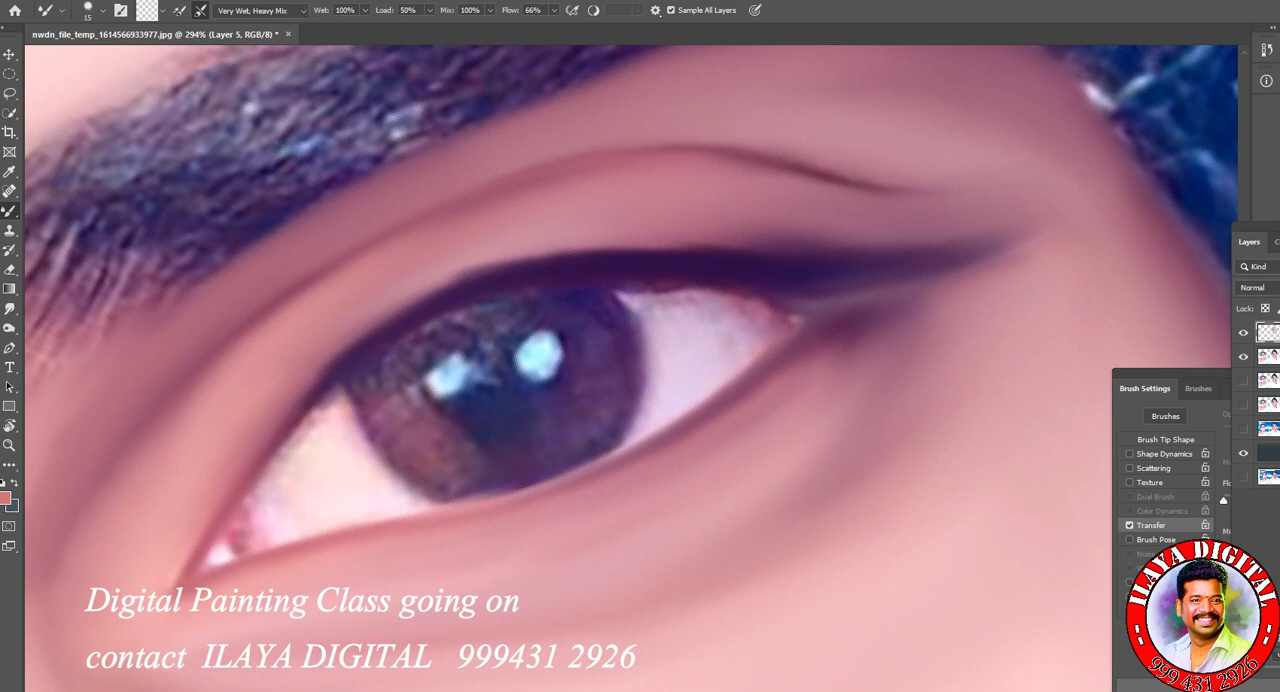 15
Very Wet, Heavy Mix
Wet: 100%
Load: 50%
Mix: 100%
Flow: 66%
Sample All Layers
nwdn_file_temp_1614566933977.jpg @ 294% (Layer 5, RGB/8) *
Layers
Kind
Normal
Lock:
Brush Settings
Brushes
Brushes
Brush Tip Shape
Shape Dynamics
Scattering
Texture
Dual Brush
Color Dynamics
Transfer
Brush Pose
Digital Painting Class going on
contact ILAYA DIGITAL 999431 2926
ILAYA DIGITAL
999 431 2926